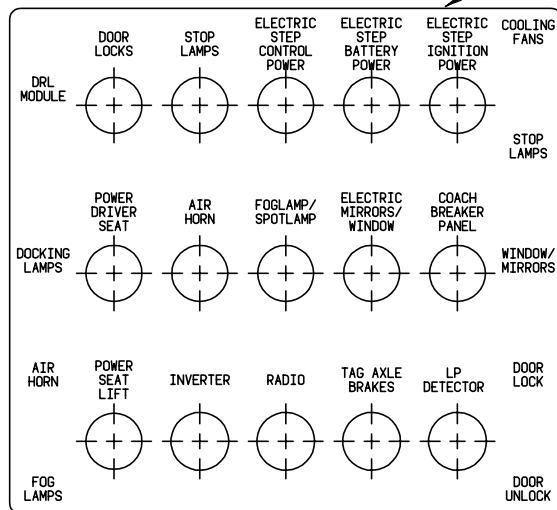 DOOR
LOCKS
STOP
LAMPS
ELECTRIC
STEP
CONTROL
POWER
ELECTRIC
STEP
BATTERY
POWER
ELECTRIC
STEP
IGNITION
POWER
COOLING
FANS
DRL
MODULE
STOP
LAMPS
POWER
DRIVER
SEAT
AIR
HORN
FOGLAMP/
SPOTLAMP
ELECTRIC
MIRRORS/
WINDOW
COACH
BREAKER
PANEL
DOCKING
LAMPS
WINDOW/
MIRRORS
AIR
HORN
POWER
SEAT
LIFT
INVERTER
RADIO
TAG AXLE
BRAKES
LP
DETECTOR
DOOR
LOCK
FOG
LAMPS
DOOR
UNLOCK